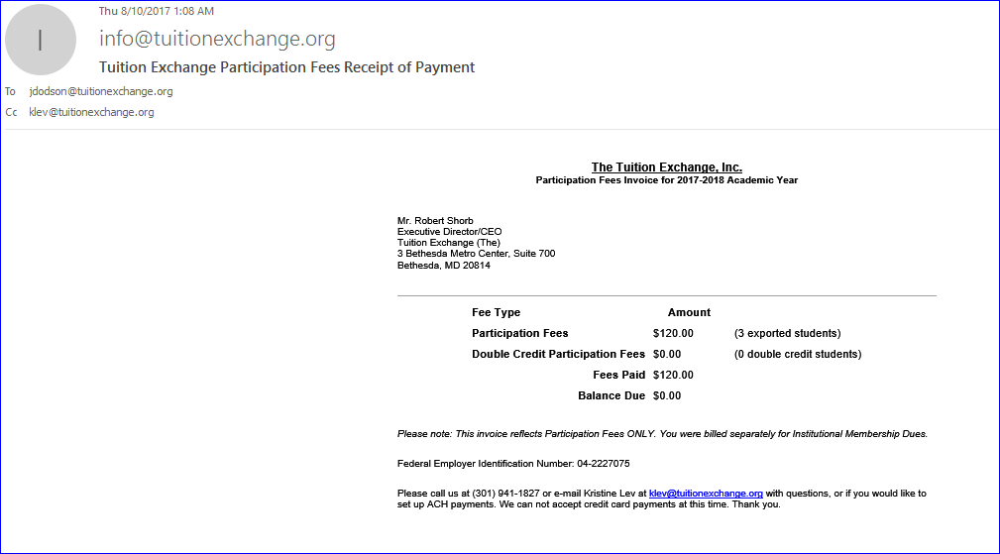 Thu 8/10/2017 1:08 AM
I
info@tuitionexchange.org
Tuition Exchange Participation Fees Receipt of Payment
To jdodson@tuitionexchange.org
Cc klev@tuitionexchange.org
The Tuition Exchange, Inc.
Participation Fees Invoice for 2017-2018 Academic Year
Mr. Robert Shorb
Executive Director/CEO
Tuition Exchange (The)
3 Bethesda Metro Center, Suite 700
Bethesda, MD 20814
Fee Type Amount
Participation Fees $120.00 (3 exported students)
Double Credit Participation Fees $0.00 (0 double credit students)
Fees Paid $120.00
Balance Due $0.00
Please note: This invoice reflects Participation Fees ONLY. You were billed separately for Institutional Membership Dues.
Federal Employer Identification Number: 04-2227075
Please call us at (301) 941-1827 or e-mail Kristine Lev at klev@tuitionexchange.org with questions, or if you would like to
set up ACH payments. We can not accept credit card payments at this time. Thank you.